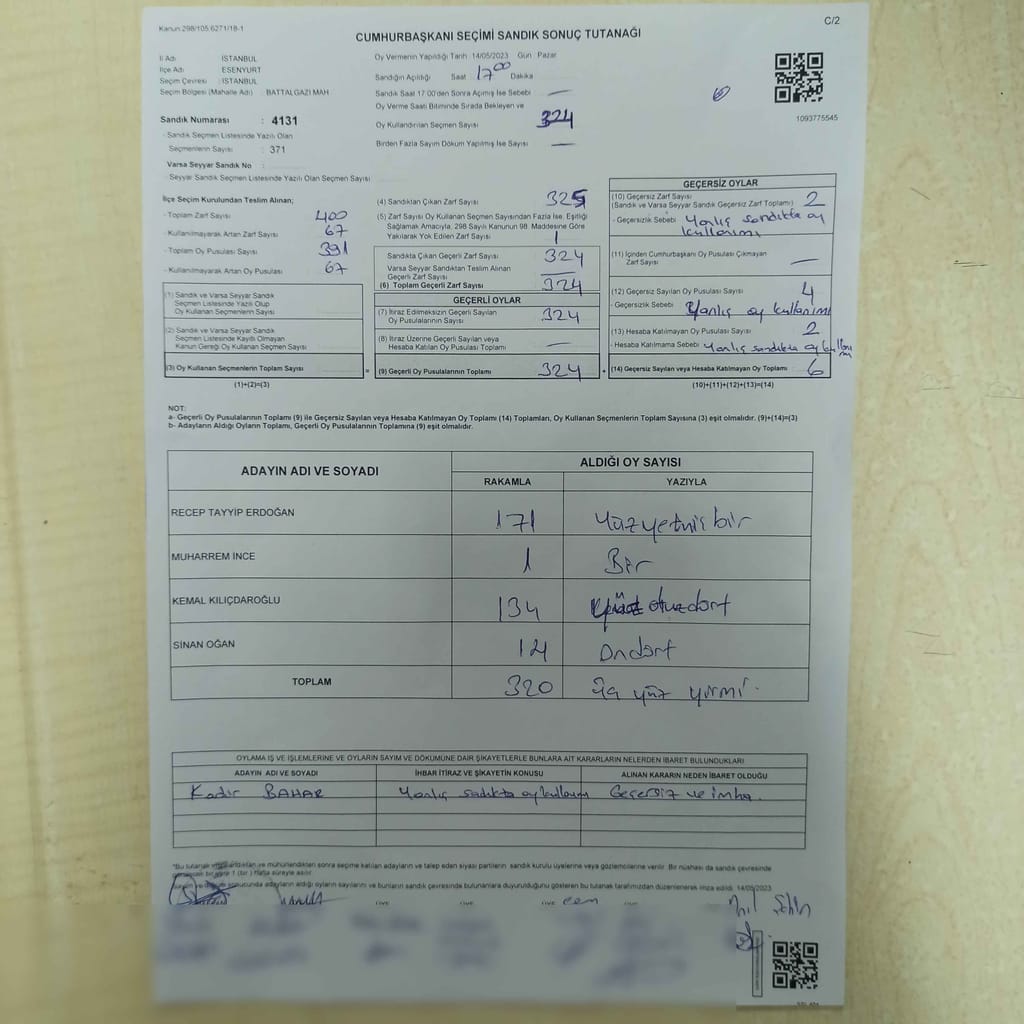 Kanun:298/105.6271/18-1
C/2
CUMHURBAŞKANI SEÇİMİ SANDIK SONUÇ TUTANAĞI
İl Adı : İSTANBUL
İlçe Adı : ESENYURT
Seçim Çevresi : İSTANBUL
Seçim Bölgesi (Mahalle Adı) : BATTALGAZİ MAH
Sandık Numarası : 4131
- Sandık Seçmen Listesinde Yazılı Olan
Seçmenlerin Sayısı : 371
Varsa Seyyar Sandık No :
- Seyyar Sandık Seçmen Listesinde Yazılı Olan Seçmen Sayısı
Oy Vermenin Yapıldığı Tarih 14/05/2023 Gün Pazar
Sandığın Açıldığı Saat 17 00 Dakika
Sandık Saat 17.00'den Sonra Açılmış İse Sebebi —
Oy Verme Saati Bitiminde Sırada Bekleyen ve
Oy Kullandırılan Seçmen Sayısı 324
Birden Fazla Sayım Döküm Yapılmış İse Sayısı —
1093775545
İlçe Seçim Kurulundan Teslim Alınan;
- Toplam Zarf Sayısı 400
- Kullanılmayarak Artan Zarf Sayısı 67
- Toplam Oy Pusulası Sayısı 391
- Kullanılmayarak Artan Oy Pusulası 67
(1) Sandık ve Varsa Seyyar Sandık
Seçmen Listesinde Yazılı Olup
Oy Kullanan Seçmen Sayısı
(2) Sandık ve Varsa Seyyar Sandık
Seçmen Listesinde Kayıtlı Olmayan
Kanun Gereği Oy Kullanan Seçmen Sayısı
(3) Oy Kullanan Seçmenlerin Toplam Sayısı
(1)+(2)=(3)
(4) Sandıktan Çıkan Zarf Sayısı 325
(5) Zarf Sayısı Oy Kullanan Seçmen Sayısından Fazla İse, Eşitliği
Sağlamak Amacıyla, 298 Sayılı Kanunun 98. Maddesine Göre
Yakılarak Yok Edilen Zarf Sayısı 1
Sandıkta Çıkan Geçerli Zarf Sayısı 324
Varsa Seyyar Sandıktan Teslim Alınan
Geçerli Zarf Sayısı —
(6) Toplam Geçerli Zarf Sayısı 324
GEÇERLİ OYLAR
(7) İtiraz Edilmeksizin Geçerli Sayılan
Oy Pusulalarının Sayısı 324
(8) İtiraz Üzerine Geçerli Sayılan veya
Hesaba Katılan Oy Pusulası Toplamı —
(9) Geçerli Oy Pusulalarının Toplamı 324
GEÇERSİZ OYLAR
(10) Geçersiz Zarf Sayısı 2
(Sandık ve Varsa Seyyar Sandık Geçersiz Zarf Toplamı)
- Geçersizlik Sebebi Yanlış sandıkta oy
kullanımı
(11) İçinden Cumhurbaşkanı Oy Pusulası Çıkmayan
Zarf Sayısı —
(12) Geçersiz Sayılan Oy Pusulası Sayısı 4
- Geçersizlik Sebebi Yanlış oy kullanımı
(13) Hesaba Katılmayan Oy Pusulası Sayısı 2
- Hesaba Katılmama Sebebi Yanlış sandıkta oy kullanımı
(14) Geçersiz Sayılan veya Hesaba Katılmayan Oy Toplamı 6
(10)+(11)+(12)+(13)=(14)
NOT:
a- Geçerli Oy Pusulalarının Toplamı (9) ile Geçersiz Sayılan veya Hesaba Katılmayan Oy Toplamı (14) Toplamları, Oy Kullanan Seçmenlerin Toplam Sayısına (3) eşit olmalıdır. (9)+(14)=(3)
b- Adayların Aldığı Oyların Toplamı, Geçerli Oy Pusulalarının Toplamına (9) eşit olmalıdır.
ADAYIN ADI VE SOYADI
ALDIĞI OY SAYISI
RAKAMLA YAZIYLA
RECEP TAYYİP ERDOĞAN 171 Yüzyetmişbir
MUHARREM İNCE 1 Bir
KEMAL KILIÇDAROĞLU 134 otuzdört
SİNAN OĞAN 14 Ondört
TOPLAM 320 üç yüz yirmi
OYLAMA İŞ VE İŞLEMLERİNE VE OYLARIN SAYIM VE DÖKÜMÜNE DAİR ŞİKAYETLERLE BUNLARA AİT KARARLARIN NELERDEN İBARET BULUNDUKLARI
ADAYIN ADI VE SOYADI İHBAR İTİRAZ VE ŞİKAYETİN KONUSU ALINAN KARARIN NEDEN İBARET OLDUĞU
Kadir BAHAR Yanlış sadıkta oy kullanım Geçersiz ve imha.
*Bu tutanak imzalandıktan ve mühürlendikten sonra seçime katılan adayların ve talep eden siyasi partilerin sandık kurulu üyelerine veya gözlemcilerine verilir. Bir nüshası da sandık çevresinde
1 (bir) hafta süreyle asılır
sonucunda adayların aldığı oyların sayılarını ve bunların sandık çevresinde bulunanlara duyurulduğunu gösteren bu tutanak tarafımızdan düzenlenerek imza edildi. 14/05/2023